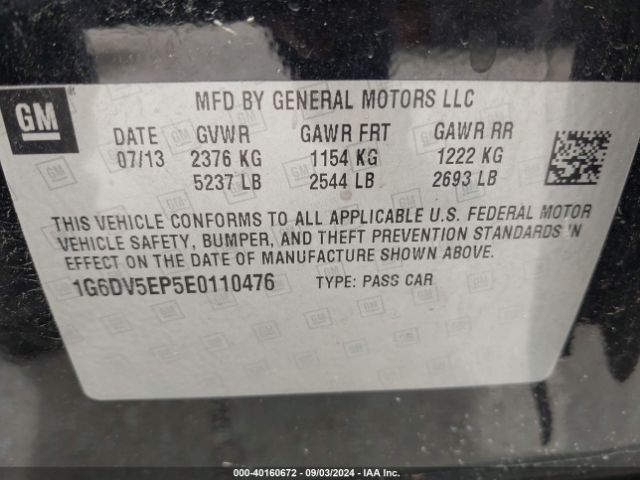 MFD BY GENERAL MOTORS LLC
GM
DATE GVWR GAWR FRT GAWR RR
07/13 2376 KG 1154 KG 1222 KG
5237 LB 2544 LB 2693 LB
THIS VEHICLE CONFORMS TO ALL APPLICABLE U.S. FEDERAL MOTOR
VEHICLE SAFETY, BUMPER, AND THEFT PREVENTION STANDARDS IN
EFFECT ON THE DATE OF MANUFACTURE SHOWN ABOVE.
1G6DV5EP5E0110476 TYPE: PASS CAR
000-40160672 - 09/03/2024 - IAA Inc.